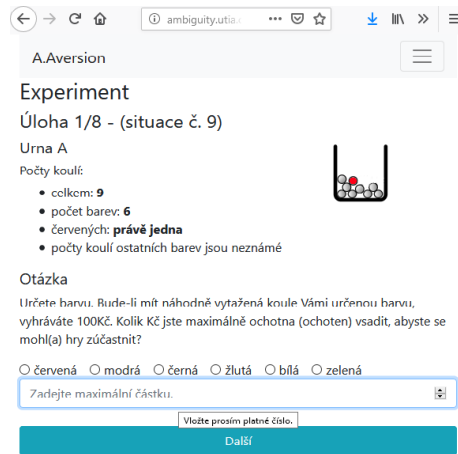 ambiguity.utia.
A.Aversion
Experiment
Úloha 1/8 - (situace č. 9)
Urna A
Počty koulí:
celkem: 9
počet barev: 6
červených: právě jedna
počty koulí ostatních barev jsou neznámé
Otázka
Určete barvu. Bude-li mít náhodně vytažená koule Vámi určenou barvu,
vyhráváte 100Kč. Kolik Kč jste maximálně ochotna (ochoten) vsadit, abyste se
mohl(a) hry zúčastnit?
červená modrá černá žlutá bílá zelená
Zadejte maximální částku.
Vložte prosím platné číslo.
Další